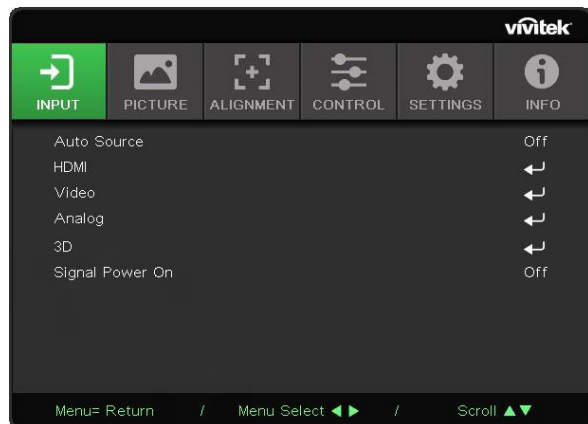 vivitek
INPUT PICTURE ALIGNMENT CONTROL SETTINGS INFO
Auto Source Off
HDMI
Video
Analog
3D
Signal Power On Off
Menu= Return / Menu Select ◀ ▶ / Scroll ▲▼